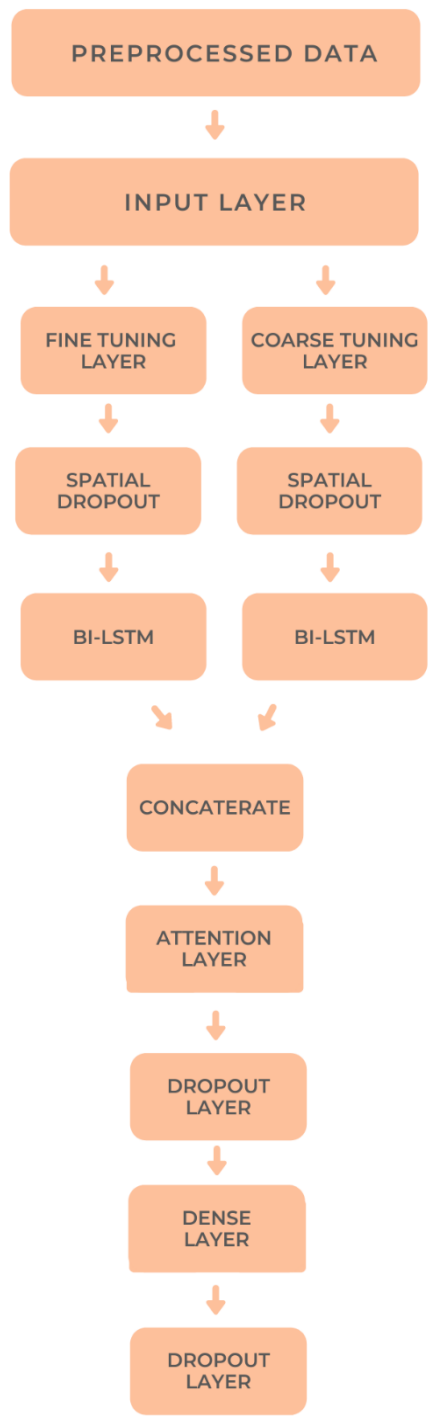 PREPROCESSED DATA
INPUT LAYER
FINE TUNING
LAYER
COARSE TUNING
LAYER
SPATIAL
DROPOUT
SPATIAL
DROPOUT
BI-LSTM
BI-LSTM
CONCATERATE
ATTENTION
LAYER
DROPOUT
LAYER
DENSE
LAYER
DROPOUT
LAYER